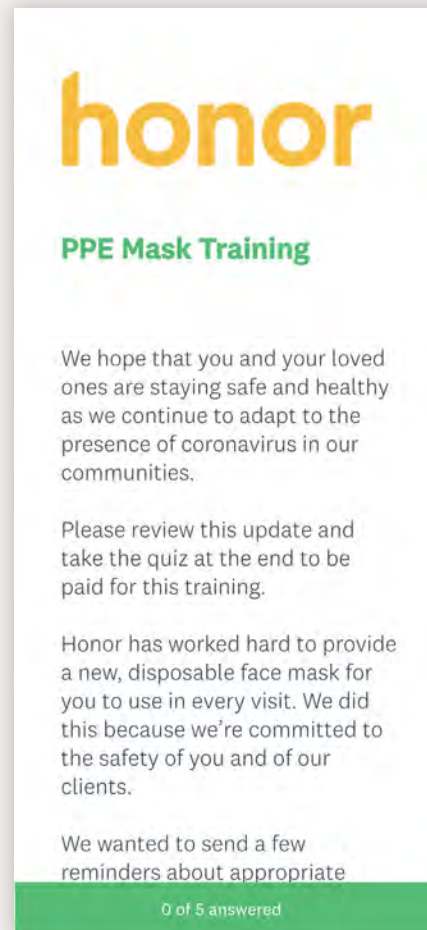 honor
PPE Mask Training
We hope that you and your loved
ones are staying safe and healthy
as we continue to adapt to the
presence of coronavirus in our
communities.
Please review this update and
take the quiz at the end to be
paid for this training.
Honor has worked hard to provide
a new, disposable face mask for
you to use in every visit. We did
this because we’re committed to
the safety of you and of our
clients.
We wanted to send a few
reminders about appropriate
0 of 5 answered